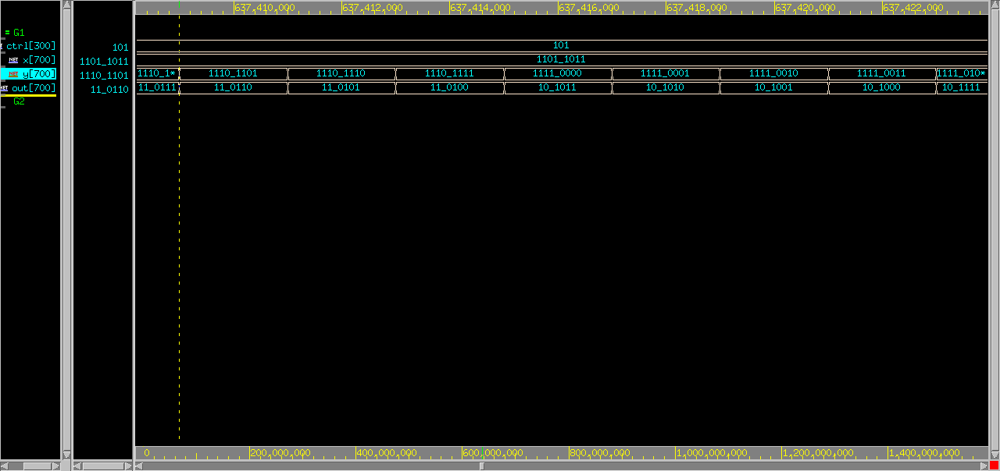 637,410,000 637,412,000 637,414,000 637,416,000 637,418,000 637,420,000 637,422,000
= G1
ctrl[300] 101 101
NET x[700] 1101_1011 1101_1011
NET y[700] 1110_1101 1110_1* 1110_1101 1110_1110 1110_1111 1111_0000 1111_0001 1111_0010 1111_0011 1111_010*
NET out[700] 11_0110 11_0111 11_0110 11_0101 11_0100 10_1011 10_1010 10_1001 10_1000 10_1111
G2
0 200,000,000 400,000,000 600,000,000 800,000,000 1,000,000,000 1,200,000,000 1,400,000,000